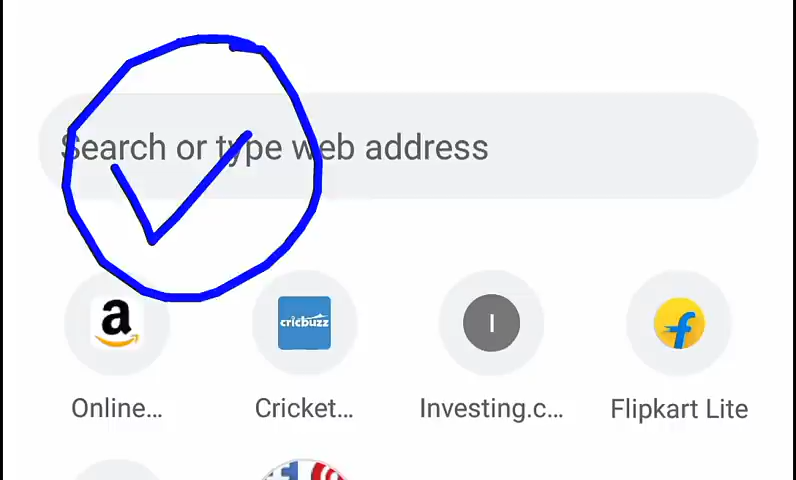 Search or type web address
a
cricbuzz
I
f
Online...
Cricket...
Investing.c...
Flipkart Lite